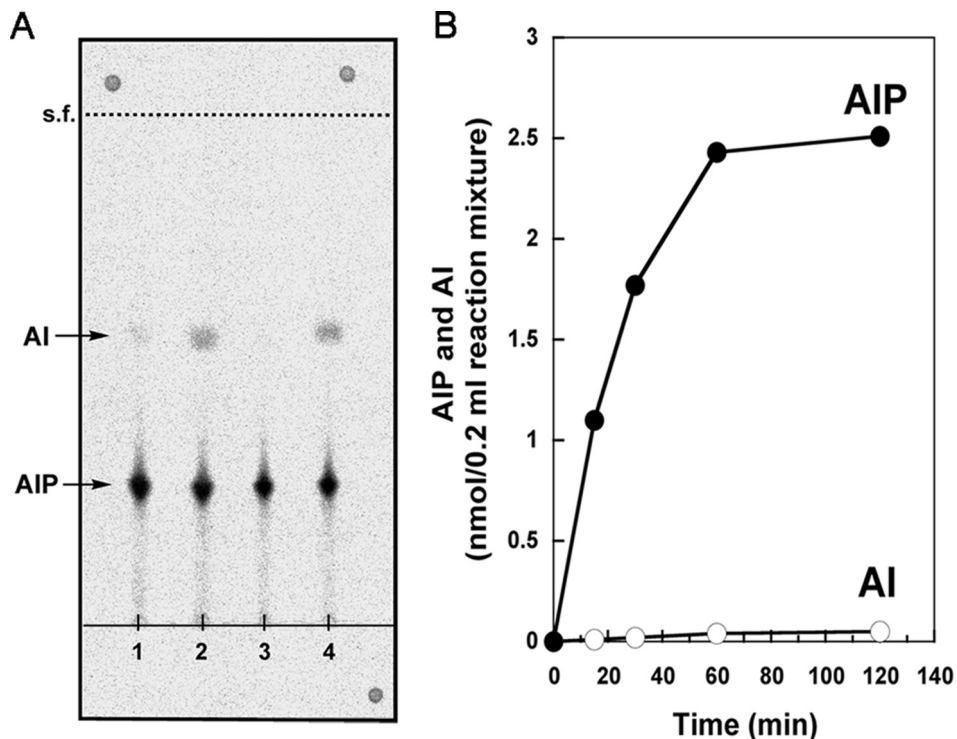 A
s.f.
AI
AIP
1 2 3 4
B
AIP and AI
(nmol/0.2 ml reaction mixture)
3
2.5
2
1.5
1
0.5
0
AIP
AI
0 20 40 60 80 100 120 140
Time (min)